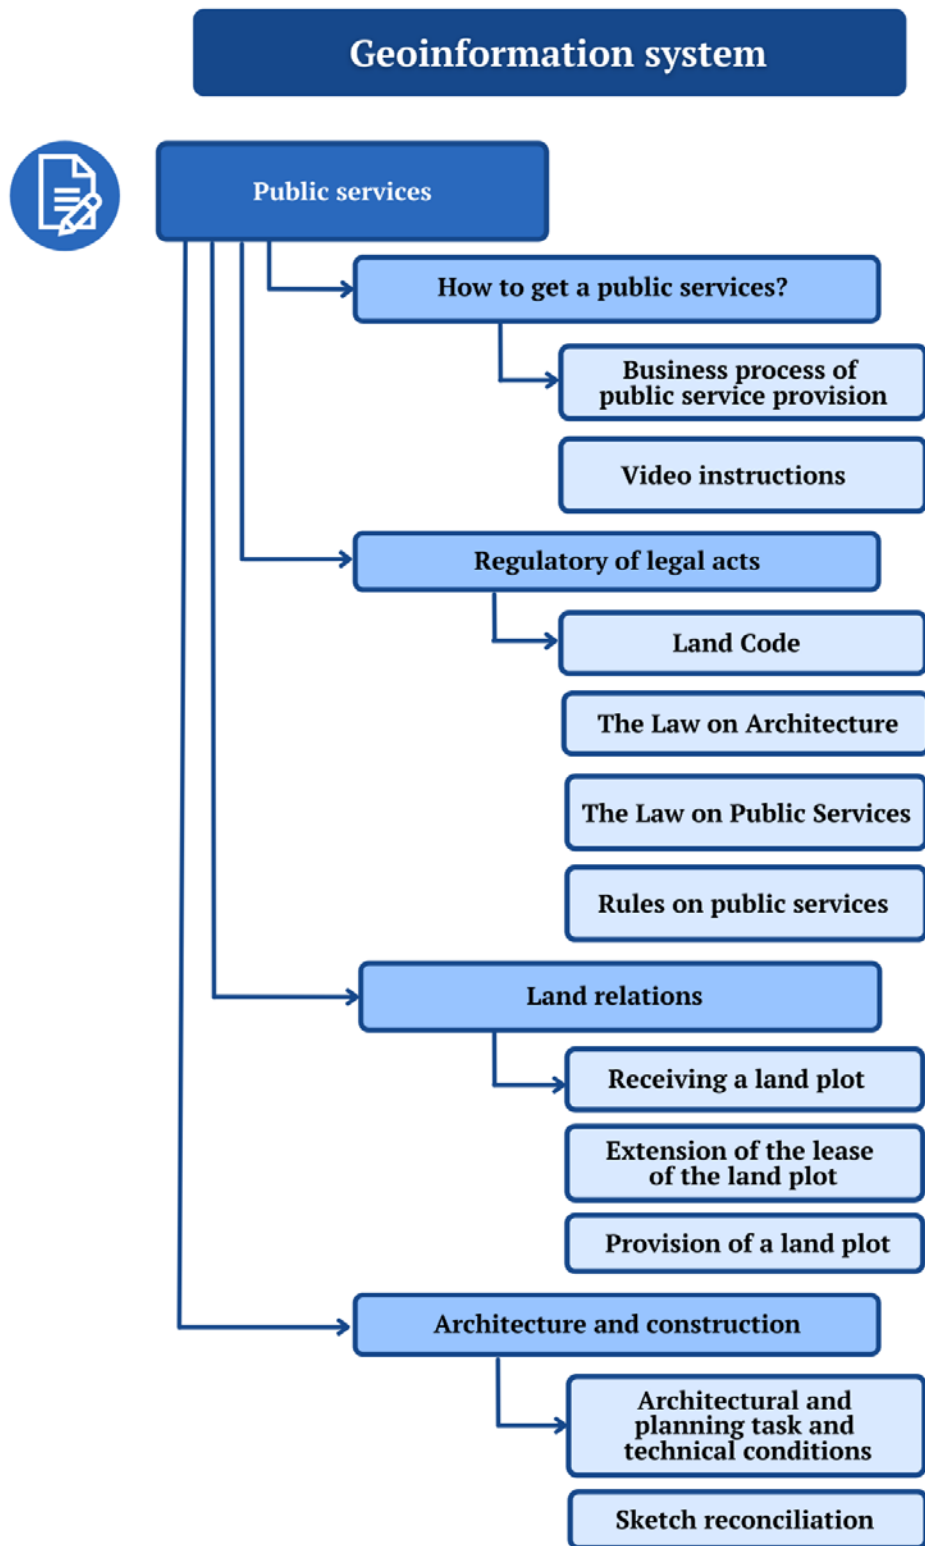 Geoinformation system
Public services
How to get a public services?
Business process of
public service provision
Video instructions
Regulatory of legal acts
Land Code
The Law on Architecture
The Law on Public Services
Rules on public services
Land relations
Receiving a land plot
Extension of the lease
of the land plot
Provision of a land plot
Architecture and construction
Architectural and
planning task and
technical conditions
Sketch reconciliation